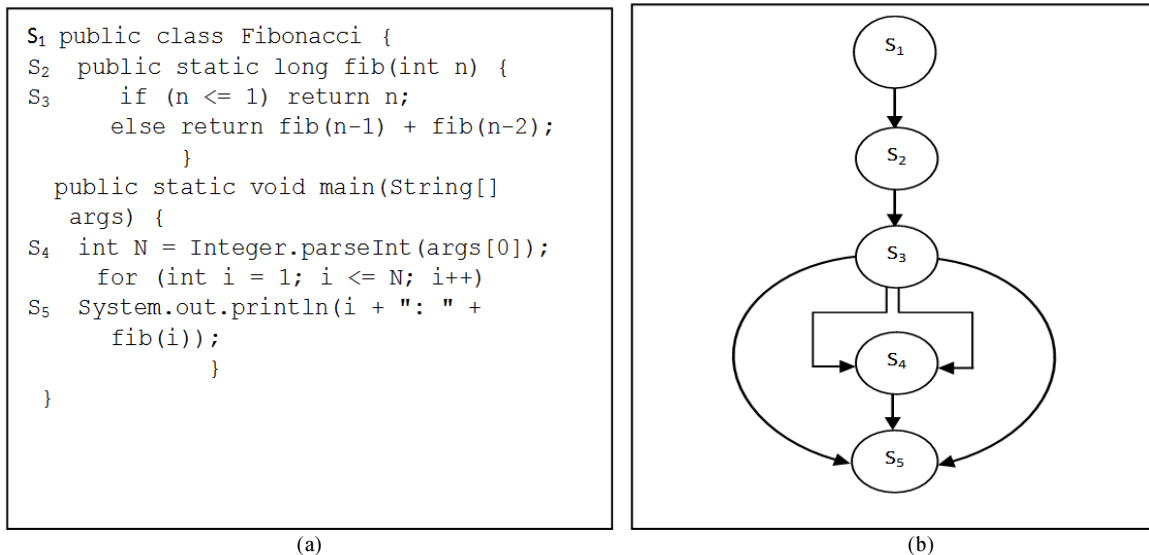 S₁ public class Fibonacci {
S₂ public static long fib(int n) {
S₃ if (n <= 1) return n;
else return fib(n-1) + fib(n-2);
}
public static void main(String[]
args) {
S₄ int N = Integer.parseInt(args[0]);
for (int i = 1; i <= N; i++)
S₅ System.out.println(i + ": " +
fib(i));
}
}
(a)
S₁
S₂
S₃
S₄
S₅
(b)